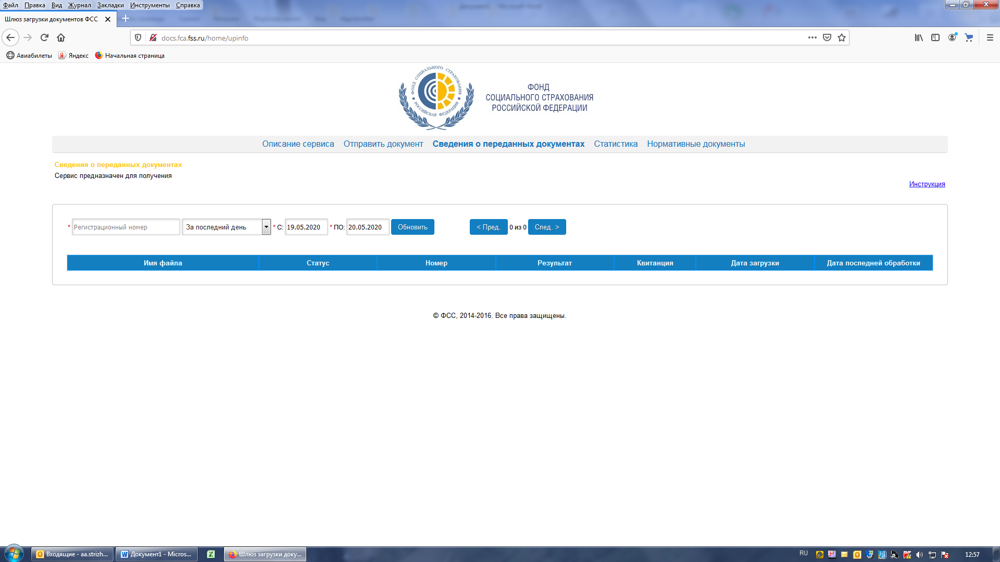 Файл Правка Вид Журнал Закладки Инструменты Справка
Шлюз загрузки документов ФСС
docs.fca.fss.ru/home/upinfo
Авиабилеты Яндекс Начальная страница
ФОНД СОЦИАЛЬНОГО СТРАХОВАНИЯ
РОССИЙСКАЯ ФЕДЕРАЦИЯ
ФОНД
СОЦИАЛЬНОГО СТРАХОВАНИЯ
РОССИЙСКОЙ ФЕДЕРАЦИИ
Описание сервиса Отправить документ Сведения о переданных документах Статистика Нормативные документы
Сведения о переданных документах
Сервис предназначен для получения
Инструкция
* Регистрационный номер За последний день * С: 19.05.2020 * ПО: 20.05.2020 Обновить < Пред. 0 из 0 След. >
Имя файла Статус Номер Результат Квитанция Дата загрузки Дата последней обработки
© ФСС, 2014-2016. Все права защищены.
Входящие - aa.strizh... Документ1 - Micros... Шлюз загрузки доку... RU 12:57